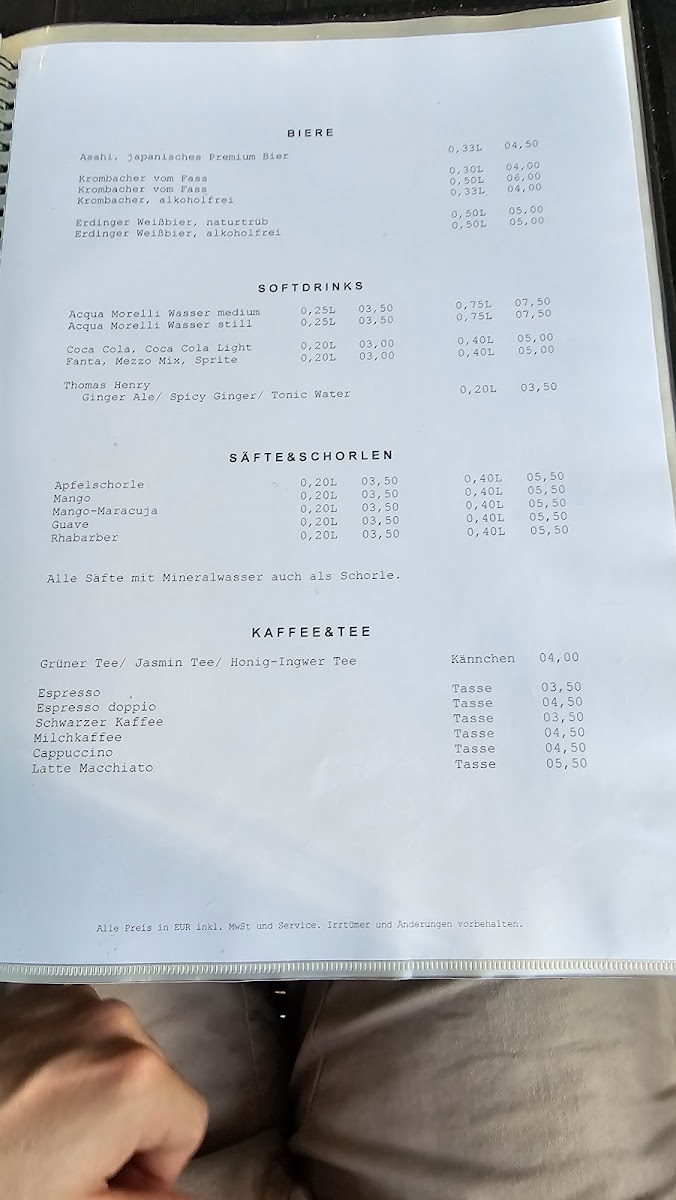 BIERE
Asahi, japanisches Premium Bier 0,33L 04,50
Krombacher vom Fass 0,30L 04,00
Krombacher vom Fass 0,50L 06,00
Krombacher, alkoholfrei 0,33L 04,00
Erdinger Weißbier, naturtrüb 0,50L 05,00
Erdinger Weißbier, alkoholfrei 0,50L 05,00
SOFTDRINKS
Acqua Morelli Wasser medium 0,25L 03,50 0,75L 07,50
Acqua Morelli Wasser still 0,25L 03,50 0,75L 07,50
Coca Cola, Coca Cola Light 0,20L 03,00 0,40L 05,00
Fanta, Mezzo Mix, Sprite 0,20L 03,00 0,40L 05,00
Thomas Henry
Ginger Ale/ Spicy Ginger/ Tonic Water 0,20L 03,50
SÄFTE&SCHORLEN
Apfelschorle 0,20L 03,50 0,40L 05,50
Mango 0,20L 03,50 0,40L 05,50
Mango-Maracuja 0,20L 03,50 0,40L 05,50
Guave 0,20L 03,50 0,40L 05,50
Rhabarber 0,20L 03,50 0,40L 05,50
Alle Säfte mit Mineralwasser auch als Schorle.
KAFFEE&TEE
Grüner Tee/ Jasmin Tee/ Honig-Ingwer Tee Kännchen 04,00
Espresso Tasse 03,50
Espresso doppio Tasse 04,50
Schwarzer Kaffee Tasse 03,50
Milchkaffee Tasse 04,50
Cappuccino Tasse 04,50
Latte Macchiato Tasse 05,50
Alle Preis in EUR inkl. MwSt und Service. Irrtümer und Änderungen vorbehalten.